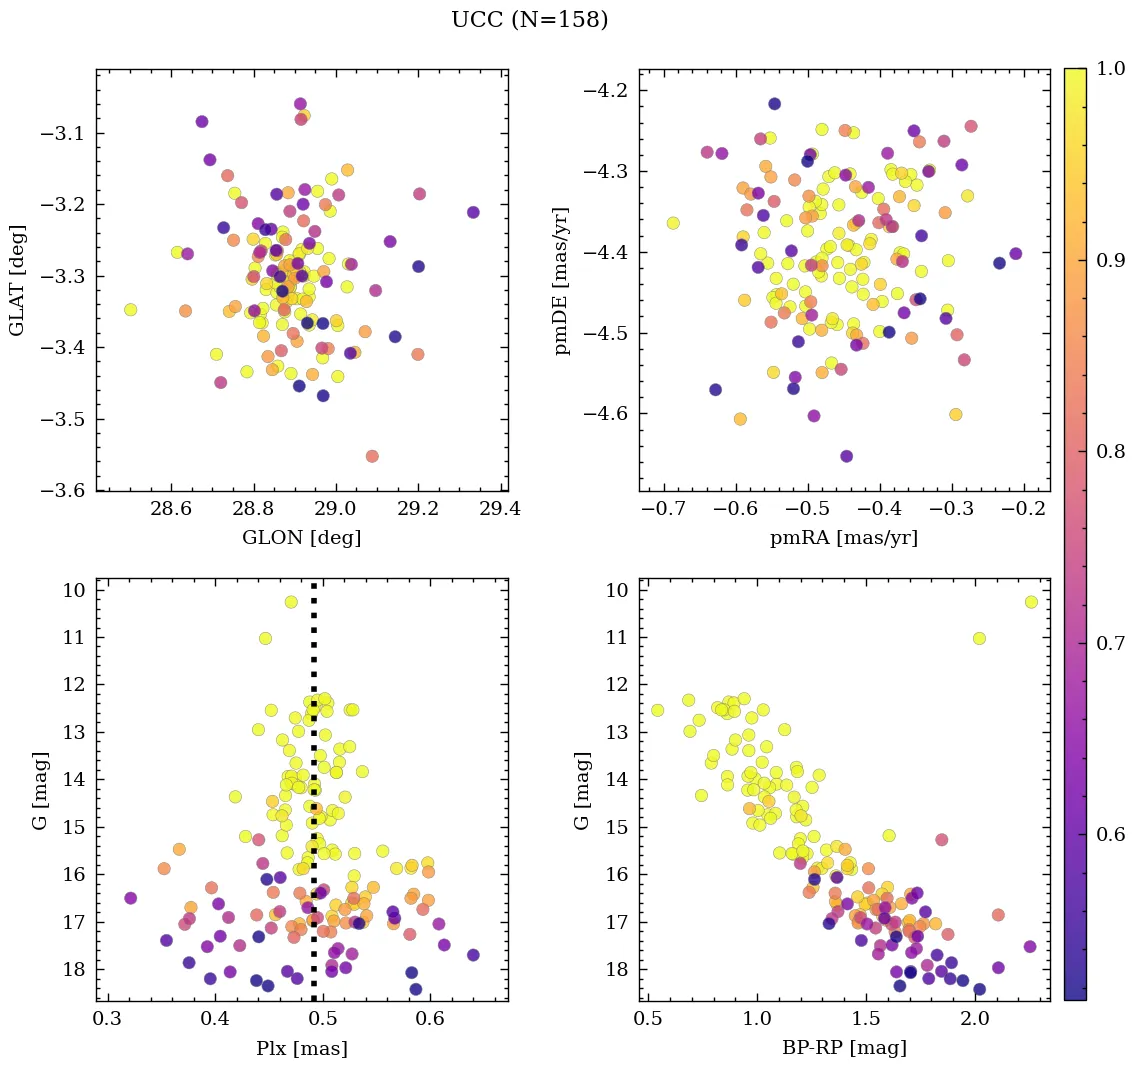 UCC (N=158)
−3.1
−3.2
−3.3
−3.4
−3.5
−3.6
GLAT [deg]
28.6 28.8 29.0 29.2 29.4
GLON [deg]
−4.2
−4.3
−4.4
−4.5
−4.6
pmDE [mas/yr]
−0.7 −0.6 −0.5 −0.4 −0.3 −0.2
pmRA [mas/yr]
1.0
0.9
0.8
0.7
0.6
10
11
12
13
14
15
16
17
18
G [mag]
0.3 0.4 0.5 0.6
Plx [mas]
10
11
12
13
14
15
16
17
18
G [mag]
0.5 1.0 1.5 2.0
BP-RP [mag]